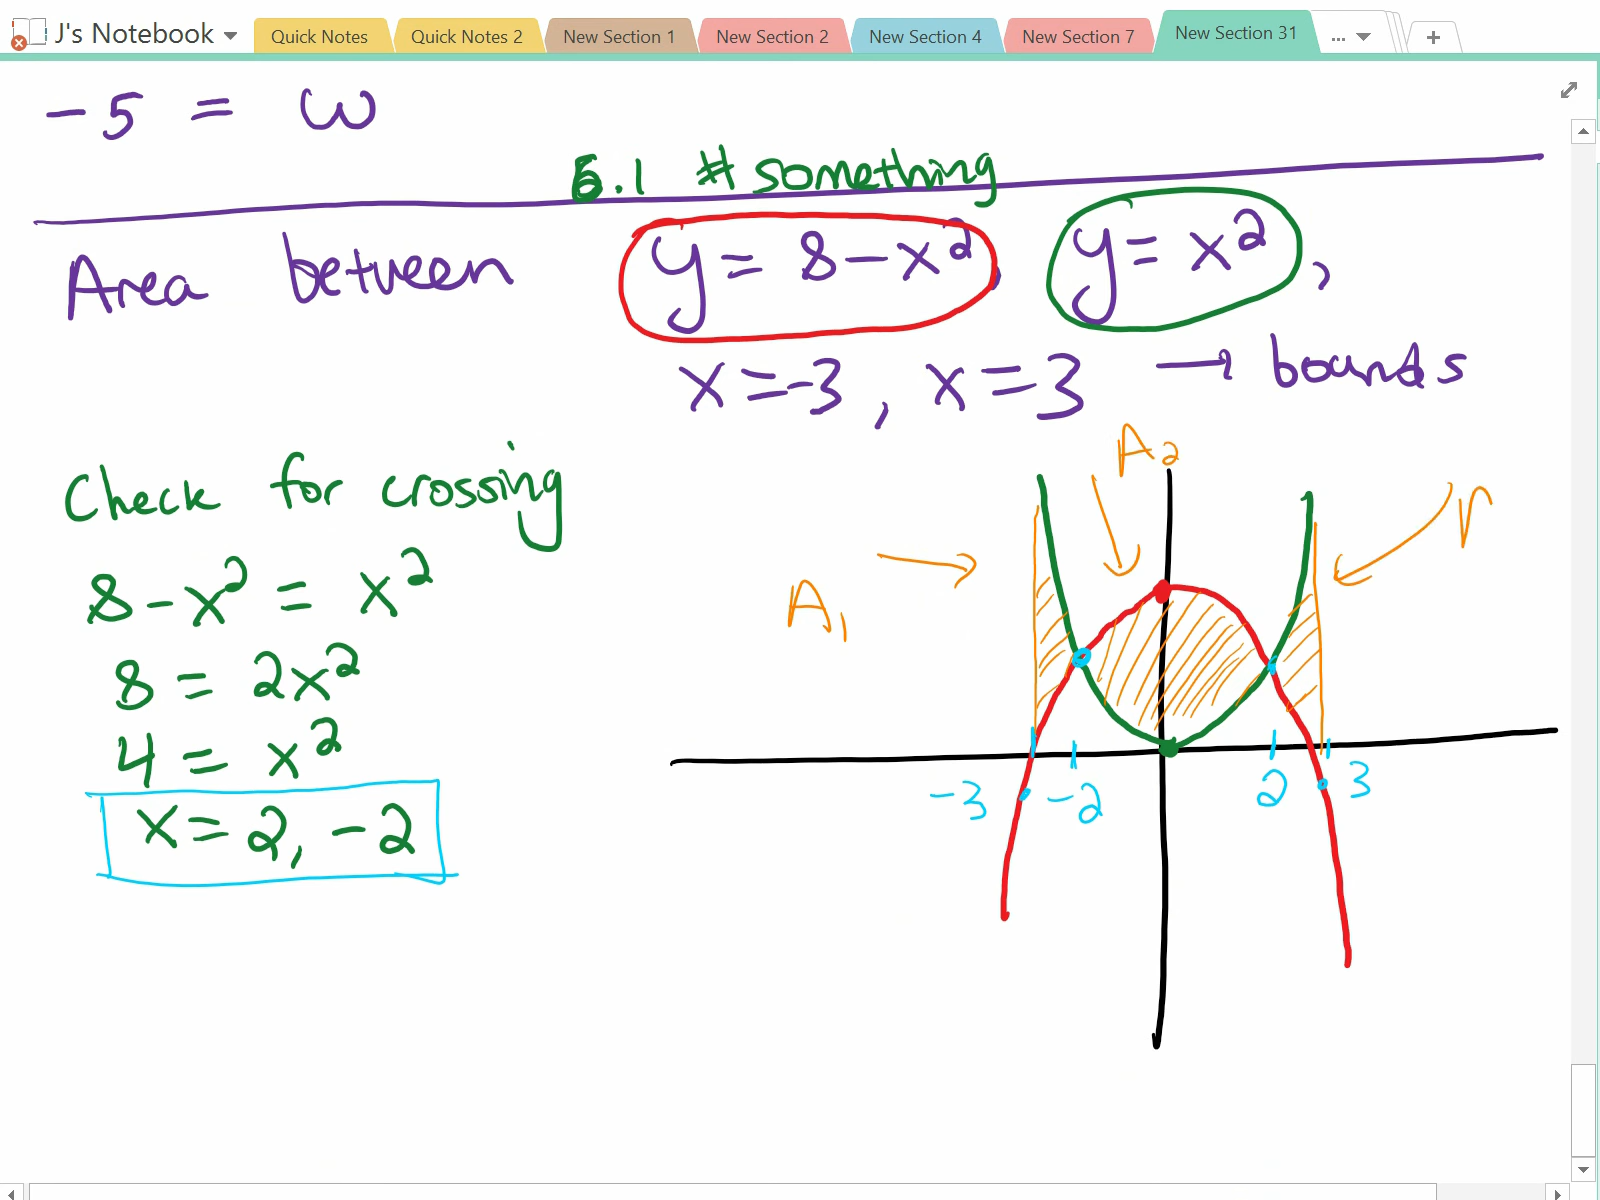 J's Notebook
Quick Notes
Quick Notes 2
New Section 1
New Section 2
New Section 4
New Section 7
New Section 31
...
+
-5 = ω
6.1 # something
Area between y = 8 - x², y = x²,
x = -3, x = 3 → bounds
Check for crossing
8 - x² = x²
8 = 2x²
4 = x²
x = 2, -2
A₂
A₁
-3
-2
2
3